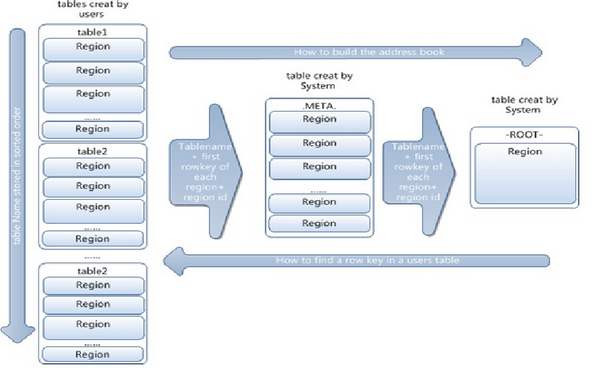 tables creat by
users
table Name stored in sorted order
table1
Region
Region
Region
......
Region
table2
Region
Region
Region
......
Region
......
table2
Region
Region
Region
......
Region
How to build the address book
Tablename
+ first
rowkey of
each
region+
region id
table creat by
System
.META.
Region
Region
Region
......
Region
Region
Tablename
+ first
rowkey of
each
region+
region id
table creat by
System
-ROOT-
Region
How to find a row key in a users table